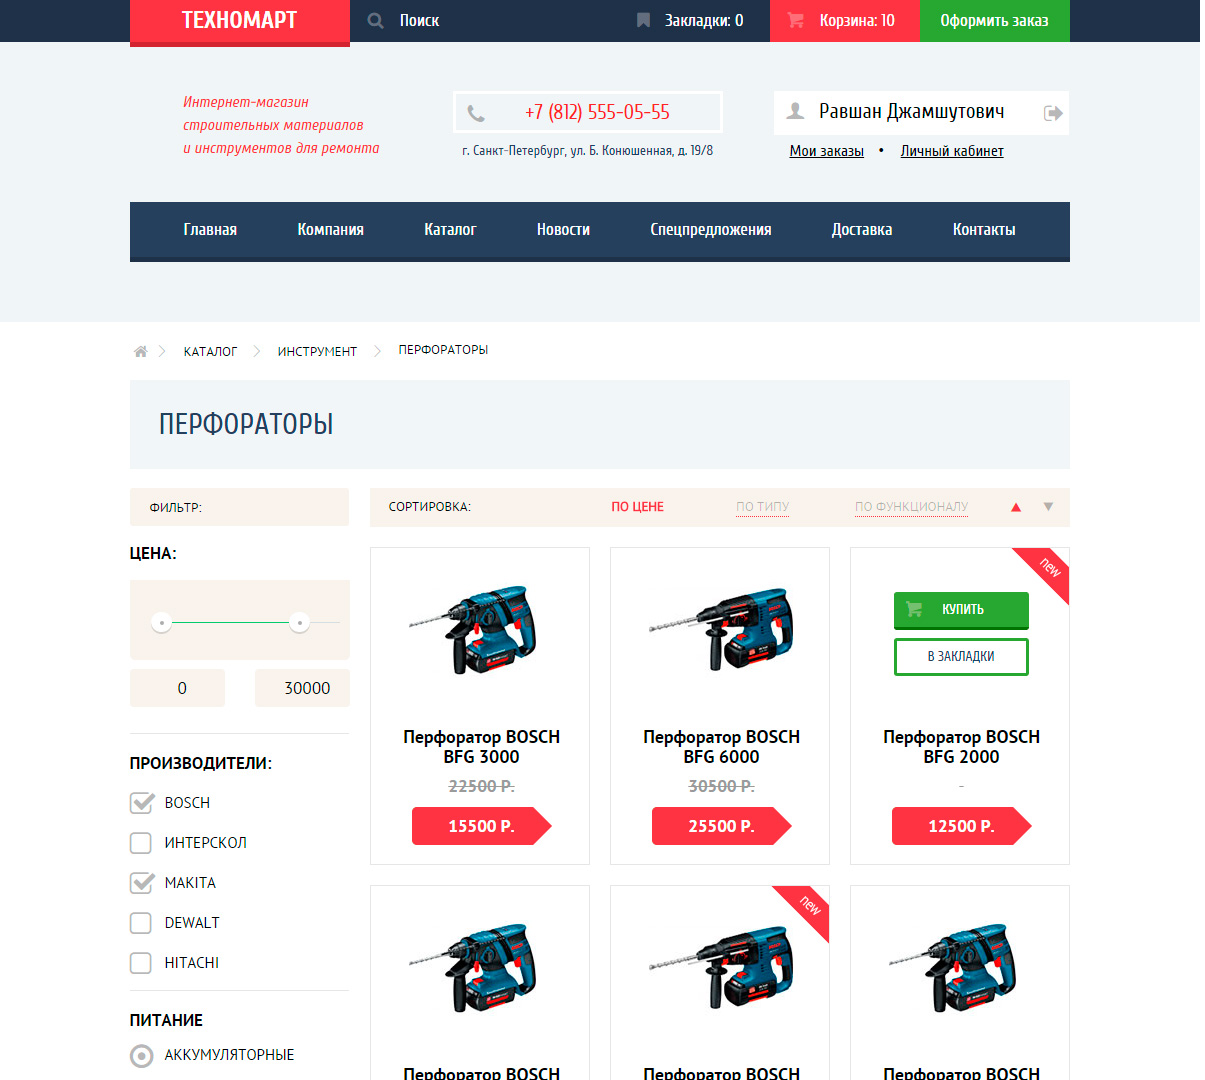 ТЕХНОМАРТ Поиск Закладки: 0 Корзина: 10 Оформить заказ
Интернет-магазин
строительных материалов
и инструментов для ремонта
+7 (812) 555-05-55
г. Санкт-Петербург, ул. Б. Конюшенная, д. 19/8
Равшан Джамшутович
Мои заказы • Личный кабинет
Главная Компания Каталог Новости Спецпредложения Доставка Контакты
КАТАЛОГ ИНСТРУМЕНТ ПЕРФОРАТОРЫ
ПЕРФОРАТОРЫ
ФИЛЬТР:
ЦЕНА:
0 30000
ПРОИЗВОДИТЕЛИ:
BOSCH
ИНТЕРСКОЛ
MAKITA
DEWALT
HITACHI
ПИТАНИЕ
АККУМУЛЯТОРНЫЕ
СОРТИРОВКА: ПО ЦЕНЕ ПО ТИПУ ПО ФУНКЦИОНАЛУ
Перфоратор BOSCH
BFG 3000
22500 Р.
15500 Р.
Перфоратор BOSCH
BFG 6000
30500 Р.
25500 Р.
new
КУПИТЬ
В ЗАКЛАДКИ
Перфоратор BOSCH
BFG 2000
-
12500 Р.
Перфоратор BOSCH
new
Перфоратор BOSCH
Перфоратор BOSCH